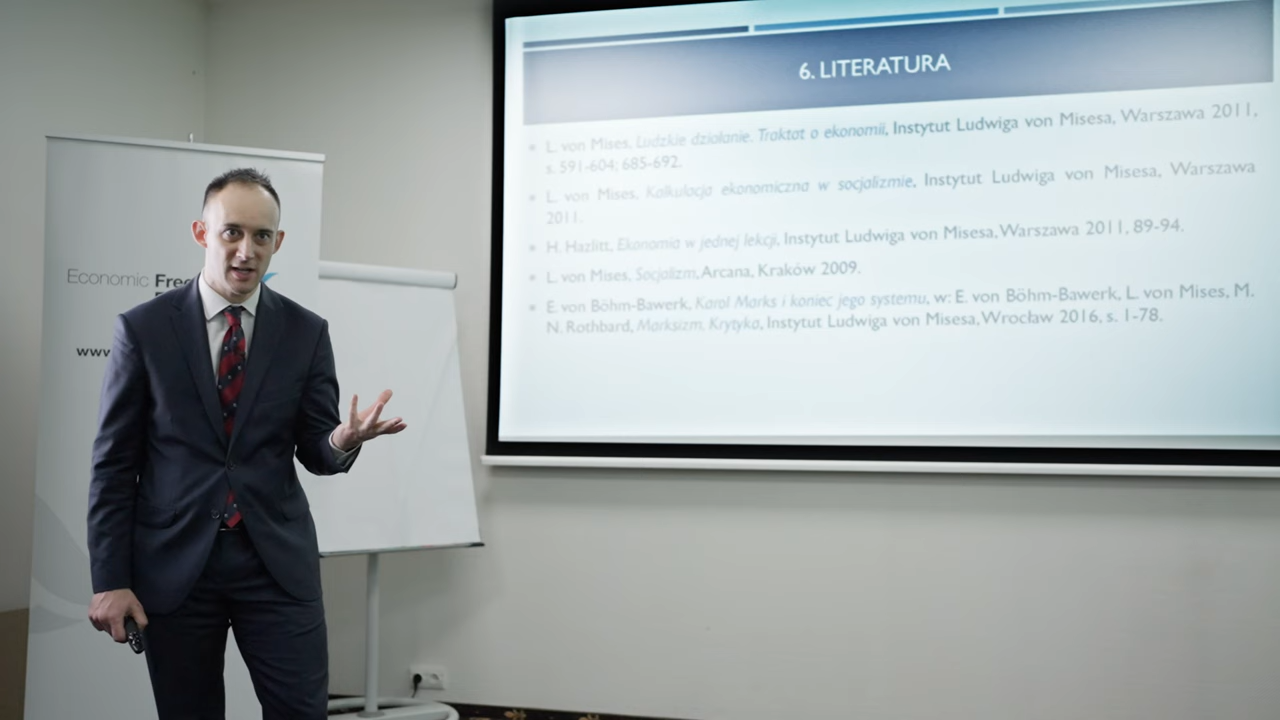 6. LITERATURA
L. von Mises, Ludzkie działanie. Traktat o ekonomii, Instytut Ludwiga von Misesa, Warszawa 2011,
s. 591-604; 685-692.
L. von Mises, Kalkulacja ekonomiczna w socjalizmie, Instytut Ludwiga von Misesa, Warszawa
2011.
H. Hazlitt, Ekonomia w jednej lekcji, Instytut Ludwiga von Misesa, Warszawa 2011, 89-94.
L. von Mises, Socjalizm, Arcana, Kraków 2009.
E. von Böhm-Bawerk, Karol Marks i koniec jego systemu, w: E. von Böhm-Bawerk, L. von Mises, M.
N. Rothbard, Marksizm. Krytyka, Instytut Ludwiga von Misesa, Wrocław 2016, s. 1-78.
Economic Free
www